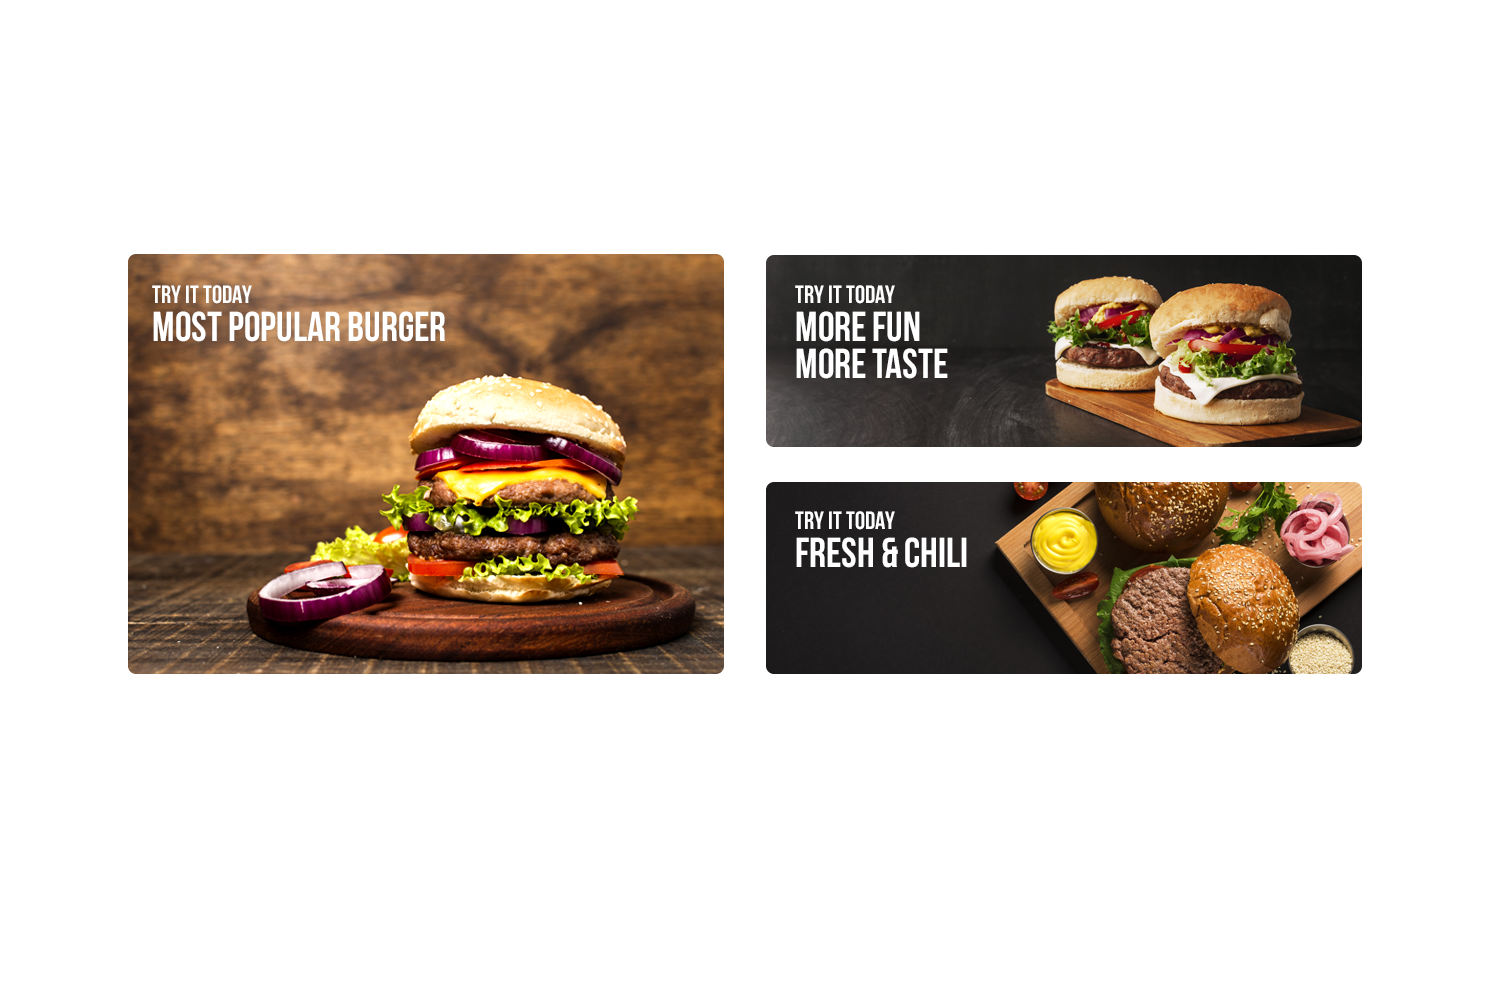 TRY IT TODAY
MOST POPULAR BURGER
TRY IT TODAY
MORE FUN
MORE TASTE
TRY IT TODAY
FRESH & CHILI